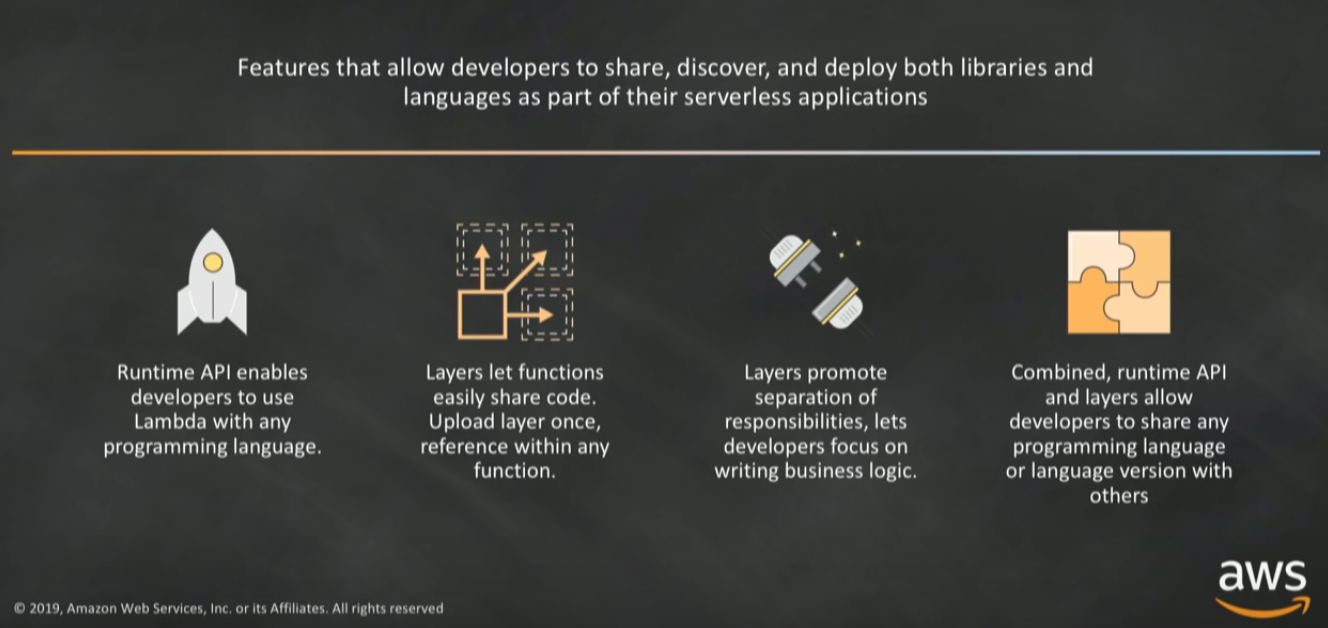 Features that allow developers to share, discover, and deploy both libraries and
languages as part of their serverless applications
Runtime API enables
developers to use
Lambda with any
programming language.
Layers let functions
easily share code.
Upload layer once,
reference within any
function.
Layers promote
separation of
responsibilities, lets
developers focus on
writing business logic.
Combined, runtime API
and layers allow
developers to share any
programming language
or language version with
others
© 2019, Amazon Web Services, Inc. or its Affiliates. All rights reserved
aws